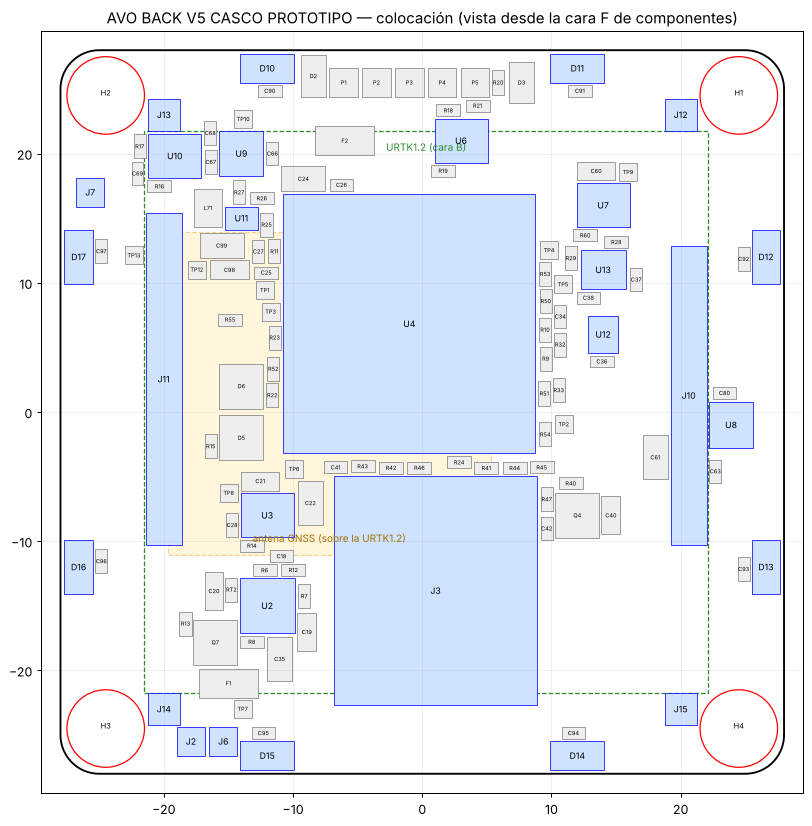 AVO BACK V5 CASCO PROTOTIPO — colocación (vista desde la cara F de componentes)
D10 D2 P1 P2 P3 P4 P5 R20 D3 D11
H2 C90 C91 H1
R18 R21
J13 TP10 J12
R17 C68 U10 U9 C66 F2 U6
URTK1.2 (cara B)
C67
C69 R16 C24 C26 R19 C60 TP9
J7 R27 R26 U7
L71 U11 R25
R60 R28
D17 C97 TP13 C99 C27 R11 TP4 R29 U13 C92 D12
TP12 C98 C25 R53 TP5 C37
TP1 R50 C38
TP3 C34
R55 U4 R10 U12
R23 R32
R9 C36
R52
J11 D6 R22 R51 R33 J10 C80
TP2 U8
D5 R54
R15 C61
TP6 C41 R43 R42 R46 R24 R41 R44 R45 C63
C21 R40
TP8 C22 R47
U3 Q4 C40
C28 C42
antena GNSS (sobre la URTK1.2)
R14
D16 C96 C18 C93 D13
R6 R12
C20 RT2 U2 R7 J3
R13 C19
Q7 R8
C35
F1
J14 TP7 J15
H3 H4
J2 J6 C95 C94
D15 D14
20
10
0
−10
−20
−20 −10 0 10 20